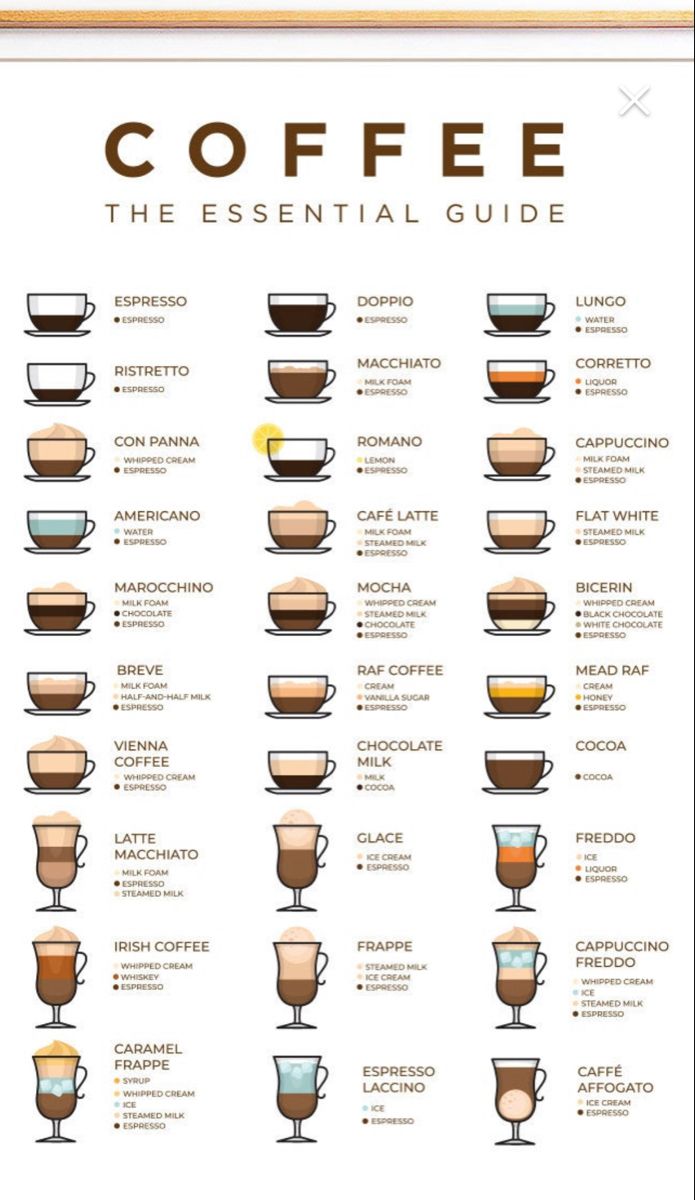 COFFEE
THE ESSENTIAL GUIDE
ESPRESSO
ESPRESSO
DOPPIO
ESPRESSO
LUNGO
WATER
ESPRESSO
RISTRETTO
ESPRESSO
MACCHIATO
MILK FOAM
ESPRESSO
CORRETTO
LIQUOR
ESPRESSO
CON PANNA
WHIPPED CREAM
ESPRESSO
ROMANO
LEMON
ESPRESSO
CAPPUCCINO
MILK FOAM
STEAMED MILK
ESPRESSO
AMERICANO
WATER
ESPRESSO
CAFÉ LATTE
MILK FOAM
STEAMED MILK
ESPRESSO
FLAT WHITE
STEAMED MILK
ESPRESSO
MAROCCHINO
MILK FOAM
CHOCOLATE
ESPRESSO
MOCHA
WHIPPED CREAM
STEAMED MILK
CHOCOLATE
ESPRESSO
BICERIN
WHIPPED CREAM
BLACK CHOCOLATE
WHITE CHOCOLATE
ESPRESSO
BREVE
MILK FOAM
HALF-AND-HALF MILK
ESPRESSO
RAF COFFEE
CREAM
VANILLA SUGAR
ESPRESSO
MEAD RAF
CREAM
HONEY
ESPRESSO
VIENNA
COFFEE
WHIPPED CREAM
ESPRESSO
CHOCOLATE
MILK
MILK
COCOA
COCOA
COCOA
LATTE
MACCHIATO
MILK FOAM
ESPRESSO
STEAMED MILK
GLACE
ICE CREAM
ESPRESSO
FREDDO
ICE
LIQUOR
ESPRESSO
IRISH COFFEE
WHIPPED CREAM
WHISKEY
ESPRESSO
FRAPPE
STEAMED MILK
ICE CREAM
ESPRESSO
CAPPUCCINO
FREDDO
WHIPPED CREAM
ICE
STEAMED MILK
ESPRESSO
CARAMEL
FRAPPE
SYRUP
WHIPPED CREAM
ICE
STEAMED MILK
ESPRESSO
ESPRESSO
LACCINO
ICE
ESPRESSO
CAFFÉ
AFFOGATO
ICE CREAM
ESPRESSO